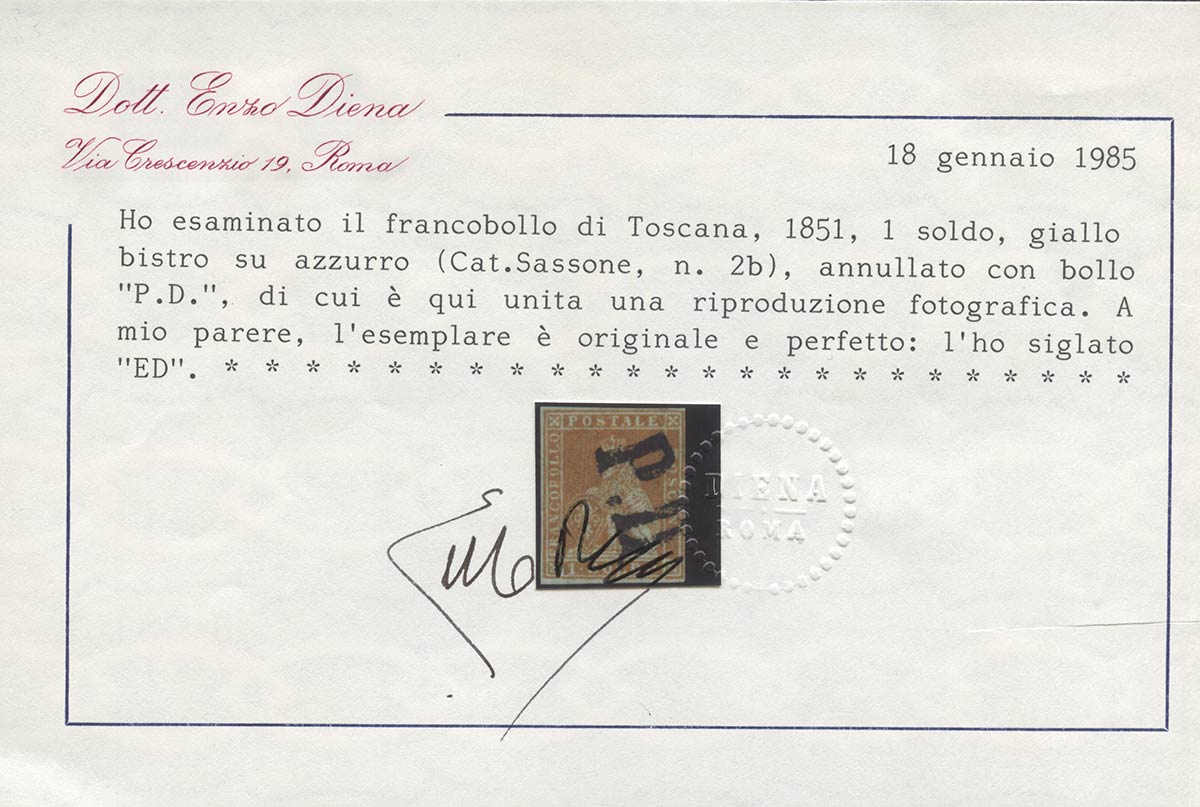 Dott. Enzo Diena
Via Crescenzio 19, Roma
18 gennaio 1985
Ho esaminato il francobollo di Toscana, 1851, 1 soldo, giallo
bistro su azzurro (Cat.Sassone, n. 2b), annullato con bollo
"P.D.", di cui è qui unita una riproduzione fotografica. A
mio parere, l'esemplare è originale e perfetto: l'ho siglato
"ED". * * * * * * * * * * * * * * * * * * * * * * * * *
POSTALE
FRANCOBOLLO
1
P.D.
DIENA
ROMA